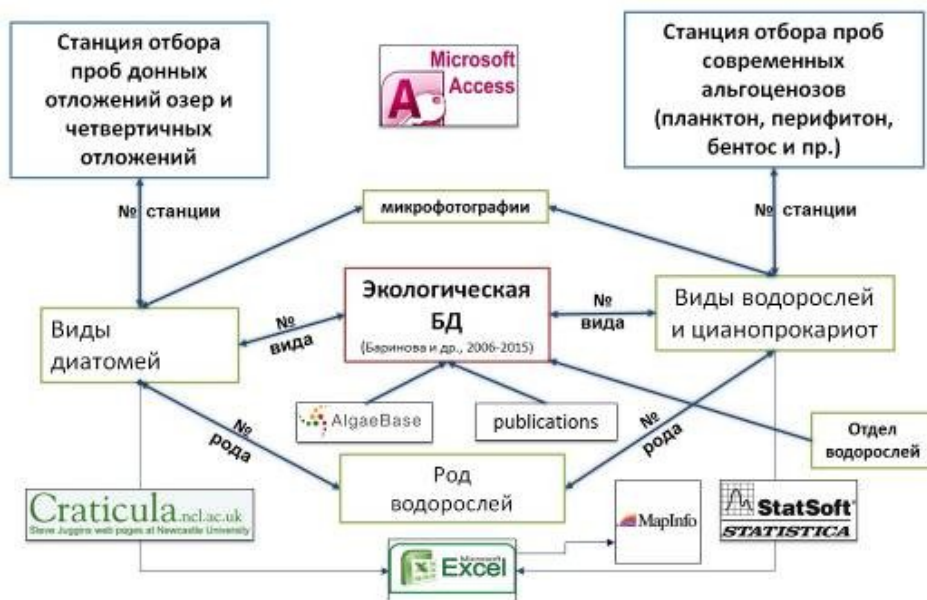 Станция отбора
проб донных
отложений озер и
четвертичных
отложений
Microsoft
Access
A
Станция отбора проб
современных
альгоценозов
(планктон, перифитон,
бентос и пр.)
№ станции
микрофотографии
№ станции
Виды
диатомей
№
вида
Экологическая
БД
(Баринова и др., 2006-2015)
№
вида
Виды водорослей
и цианопрокариот
AlgaeBase
publications
№
рода
№
рода
Отдел
водорослей
Род
водорослей
Craticula.ncl.ac.uk
Steve Juggins web pages at Newcastle University
MapInfo
StatSoft®
STATISTICA
Microsoft
Excel